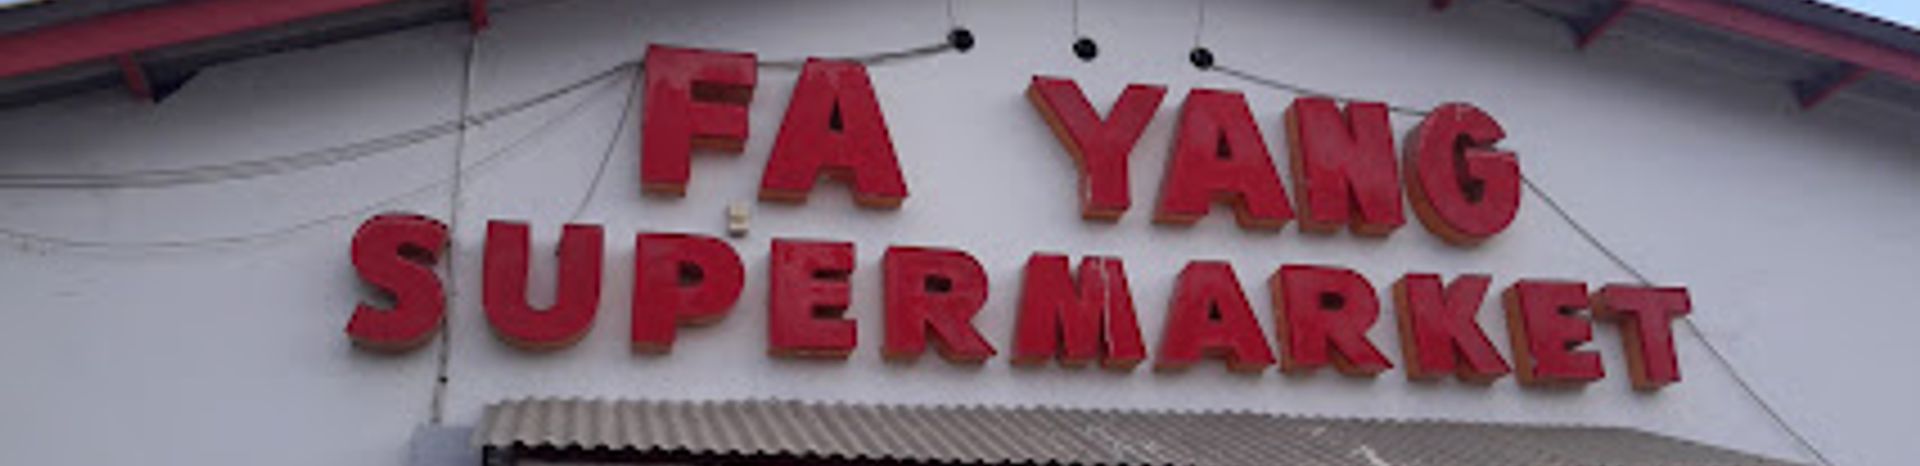 FA YANG
SUPERMARKET